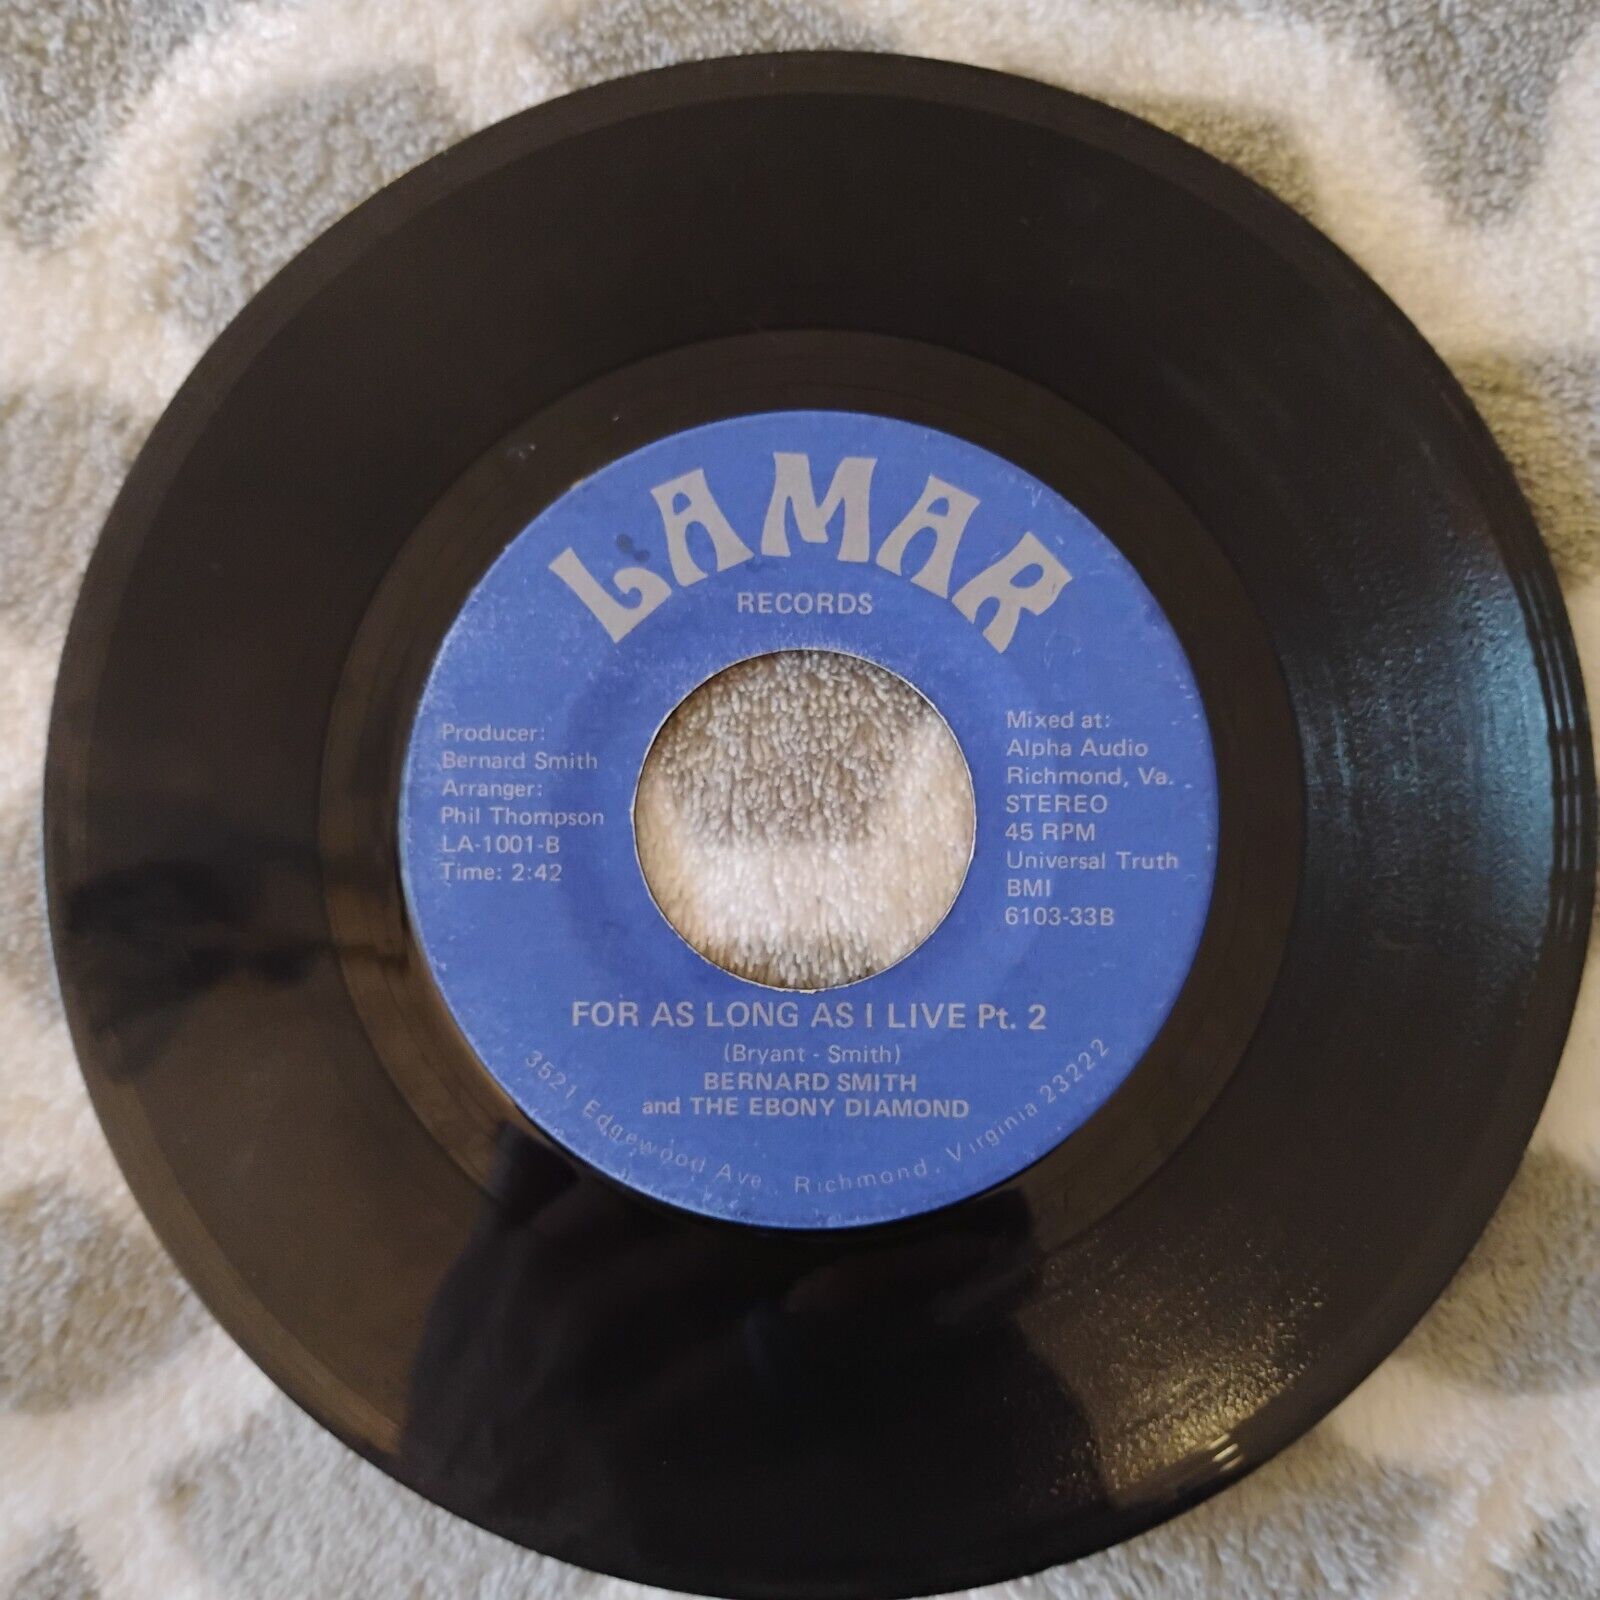 LAMAR
RECORDS
Producer:
Bernard Smith
Arranger:
Phil Thompson
LA-1001-B
Time: 2:42
Mixed at:
Alpha Audio
Richmond, Va.
STEREO
45 RPM
Universal Truth
BMI
6103-33B
FOR AS LONG AS I LIVE Pt. 2
(Bryant - Smith)
BERNARD SMITH
and THE EBONY DIAMOND
3521 Edgewood Ave. Richmond, Virginia 23222